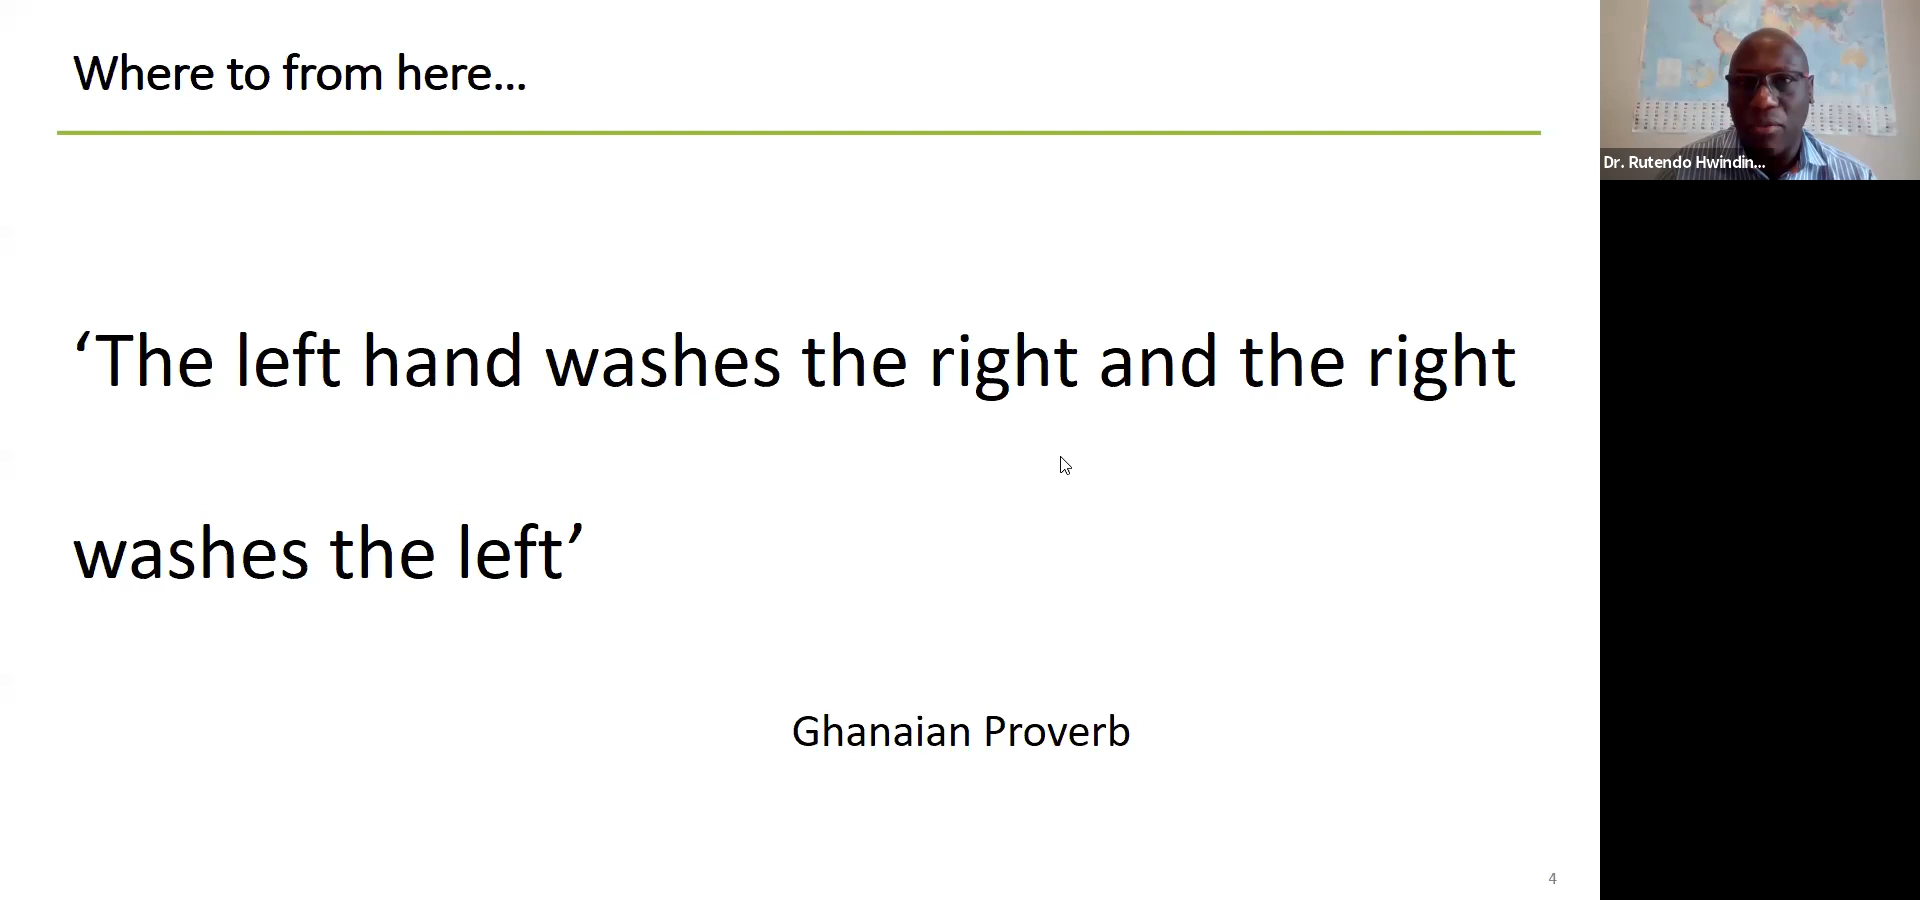 Where to from here...
‘The left hand washes the right and the right
washes the left’
Ghanaian Proverb
4
Dr. Rutendo Hwindin...